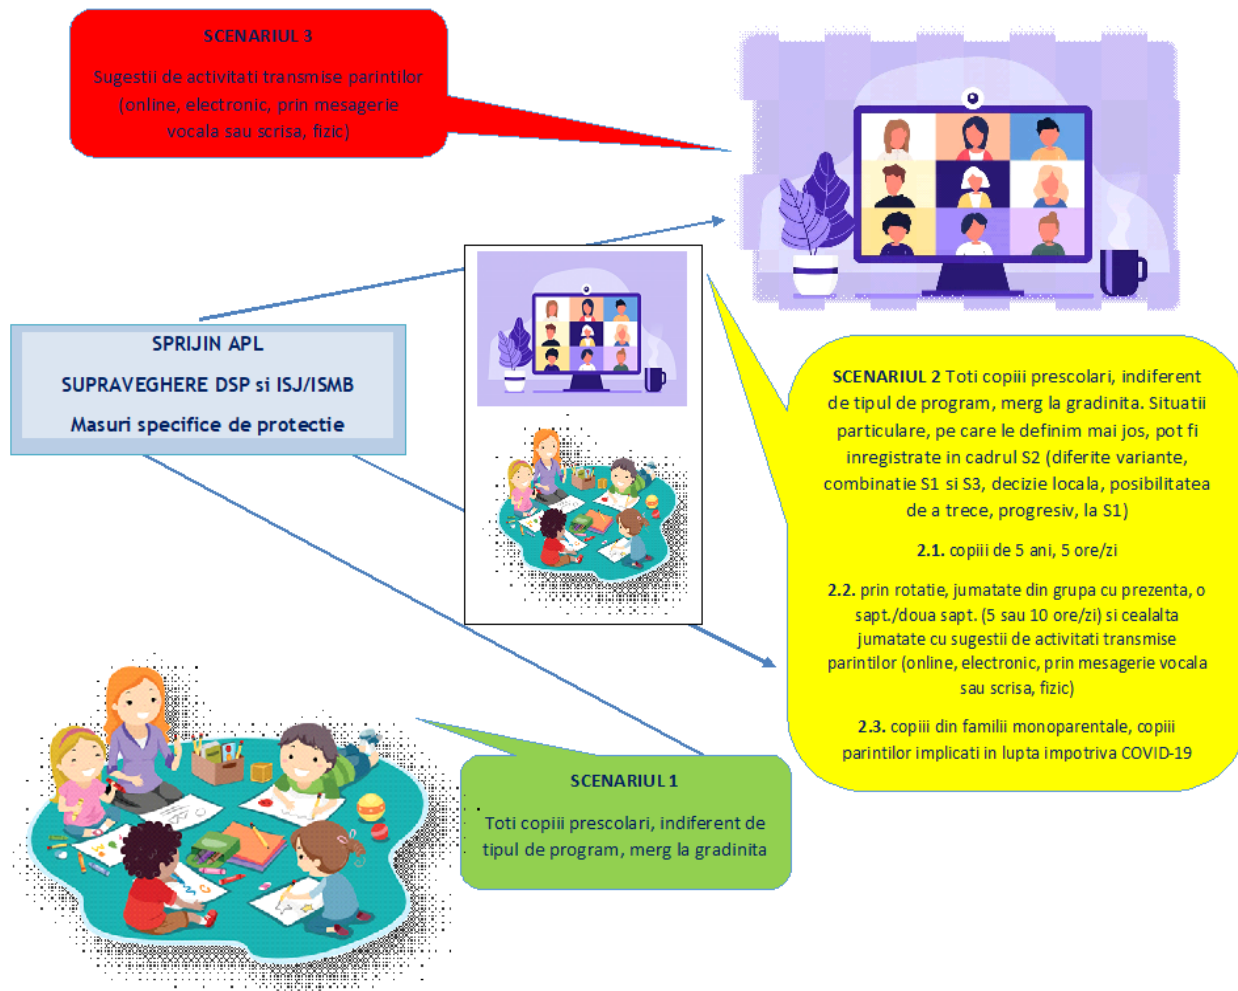 SCENARIUL 3
Sugestii de activitati transmise parintilor
(online, electronic, prin mesagerie
vocala sau scrisa, fizic)
SPRIJIN APL
SUPRAVEGHERE DSP si ISJ/ISMB
Masuri specifice de protectie
SCENARIUL 2 Toti copiii prescolari, indiferent
de tipul de program, merg la gradinita. Situatii
particulare, pe care le definim mai jos, pot fi
inregistrate in cadrul S2 (diferite variante,
combinatie S1 si S3, decizie locala, posibilitatea
de a trece, progresiv, la S1)
2.1. copiii de 5 ani, 5 ore/zi
2.2. prin rotatie, jumatate din grupa cu prezenta, o
sapt./doua sapt. (5 sau 10 ore/zi) si cealalta
jumatate cu sugestii de activitati transmise
parintilor (online, electronic, prin mesagerie vocala
sau scrisa, fizic)
2.3. copiii din familii monoparentale, copiii
parintilor implicati in lupta impotriva COVID-19
SCENARIUL 1
Toti copiii prescolari, indiferent de
tipul de program, merg la gradinita